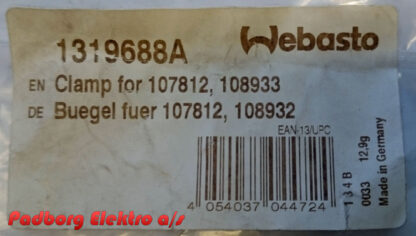 1319688A
Webasto
EN Clamp for 107812, 108933
DE Buegel fuer 107812, 108932
EAN-13/UPC
4 054037 044724
1 3 4 B
0033 12,9g
Made in Germany
Padborg Elektro a/s